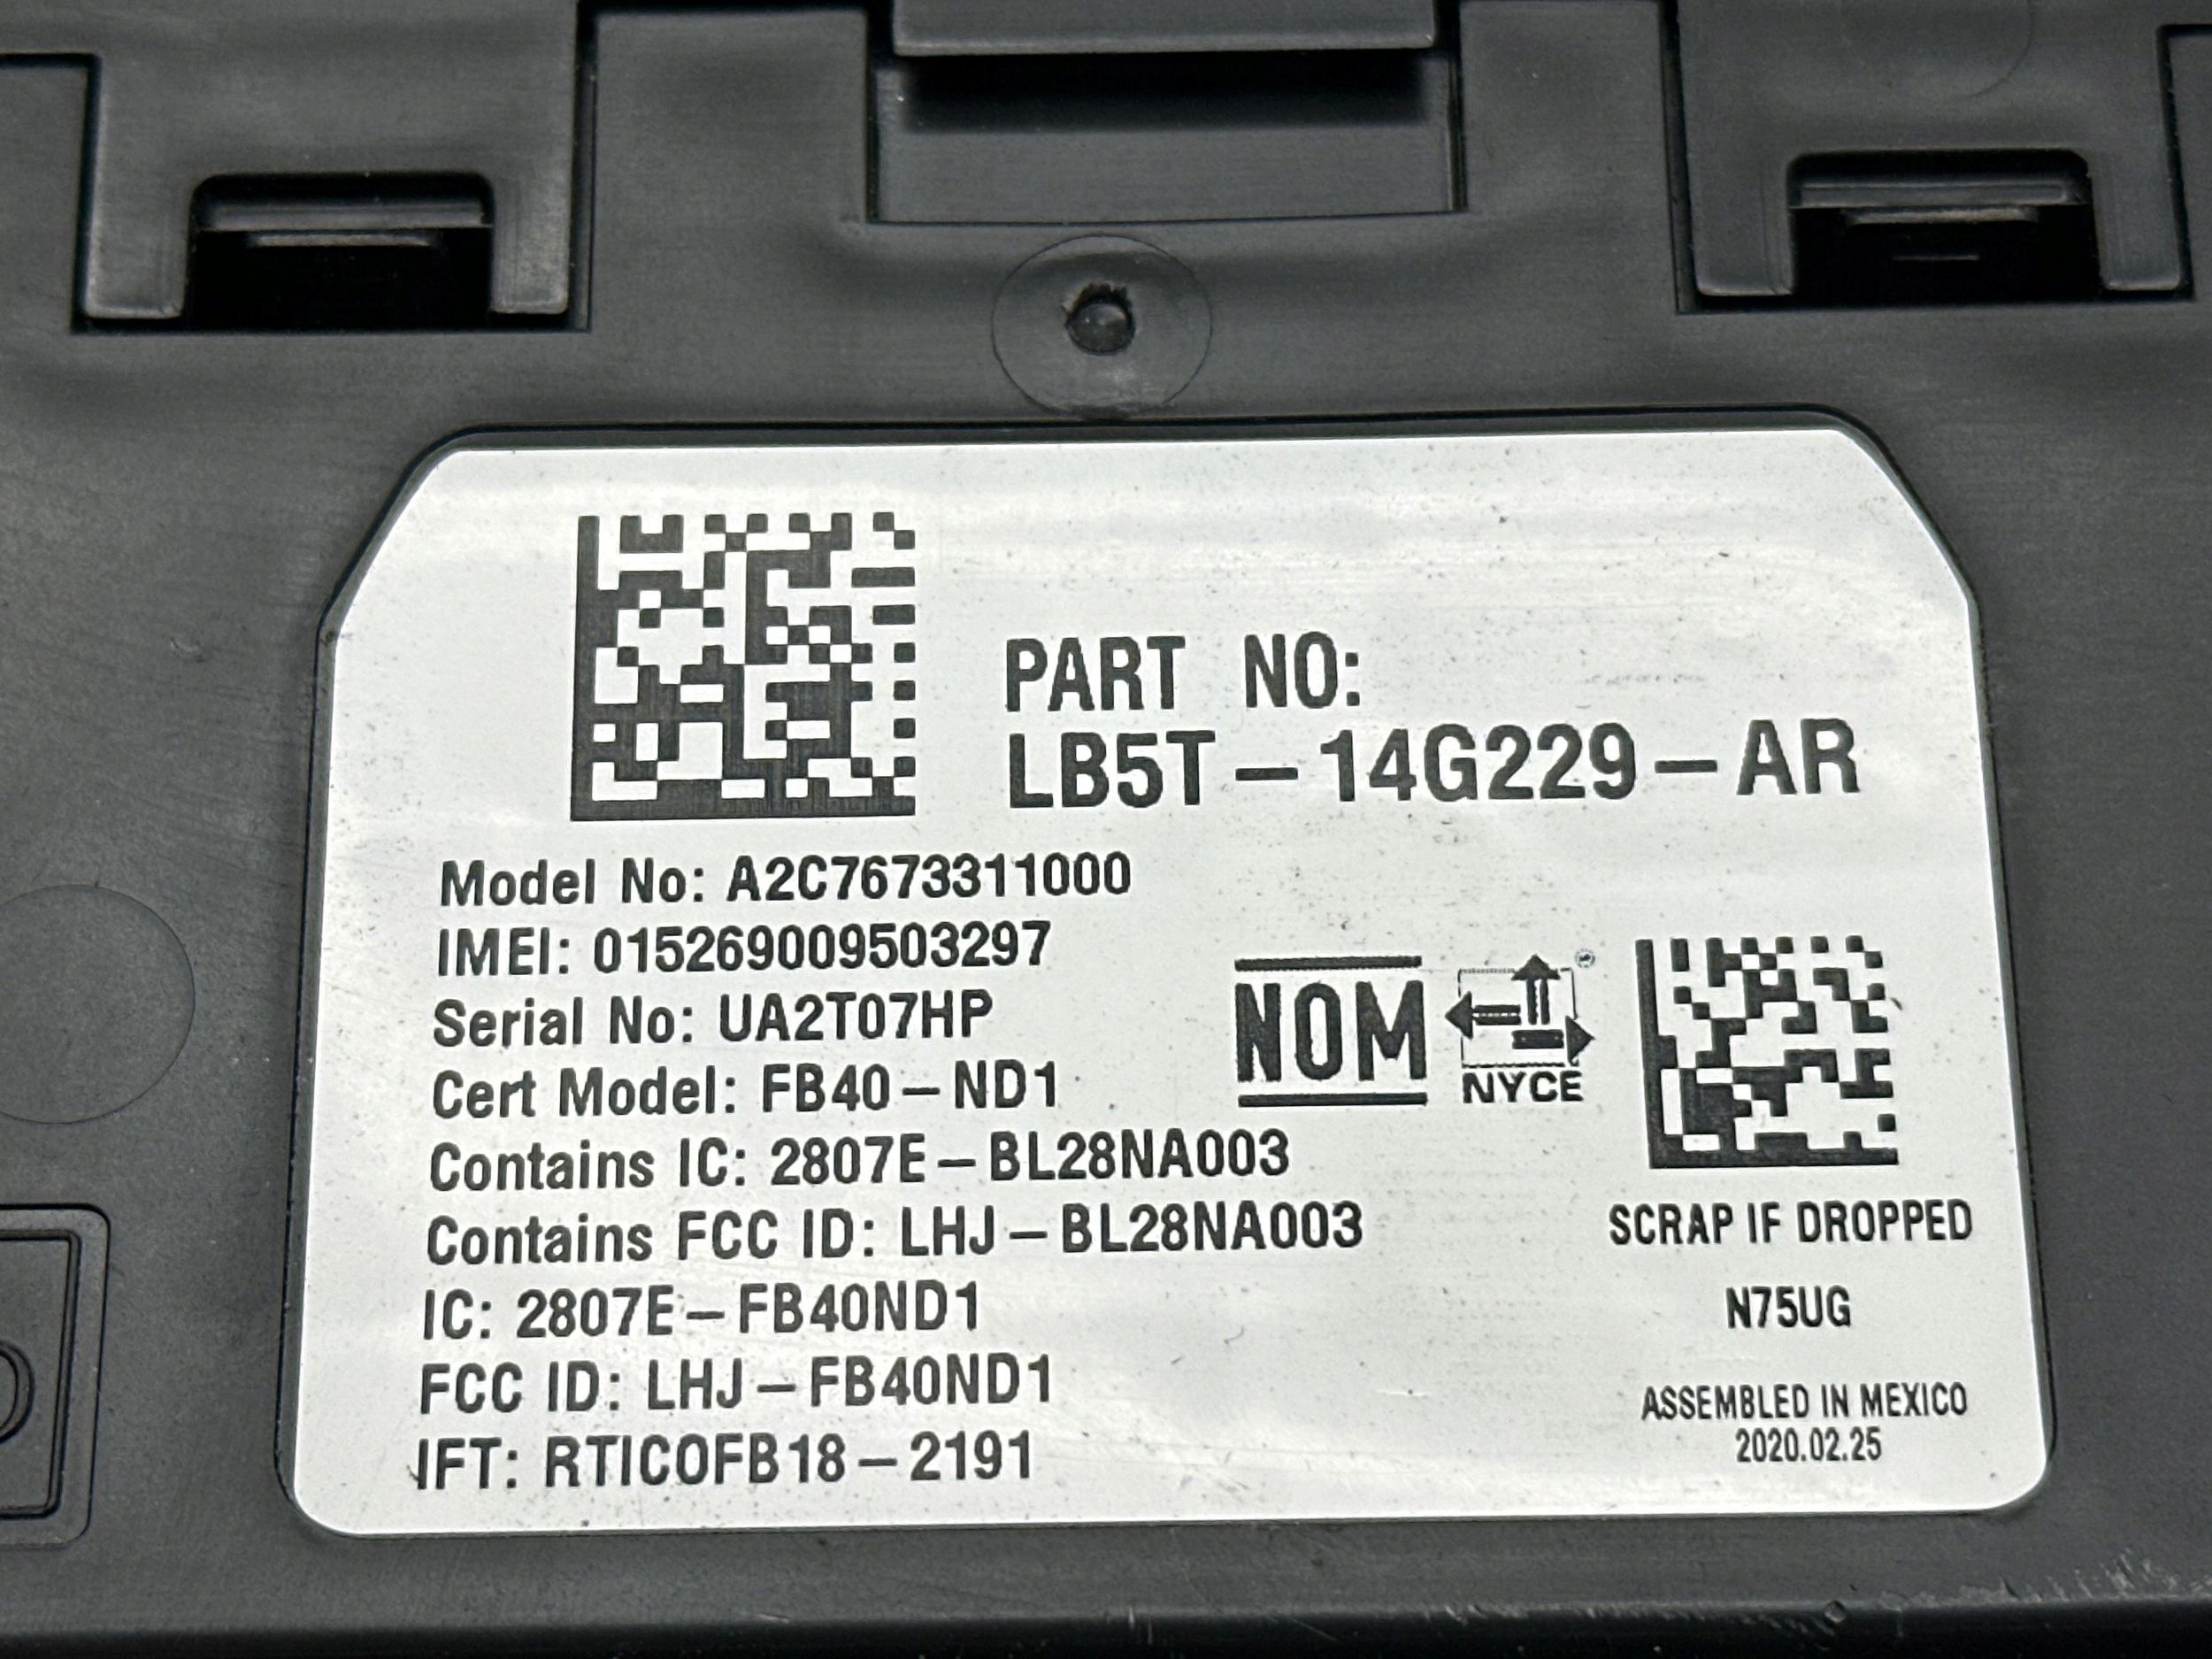 PART NO:
LB5T-14G229-AR
Model No: A2C7673311000
IMEI: 015269009503297
Serial No: UA2T07HP
Cert Model: FB40-ND1
Contains IC: 2807E-BL28NA003
Contains FCC ID: LHJ-BL28NA003
IC: 2807E-FB40ND1
FCC ID: LHJ-FB40ND1
IFT: RTICOFB18-2191
NOM
NYCE
SCRAP IF DROPPED
N75UG
ASSEMBLED IN MEXICO
2020.02.25